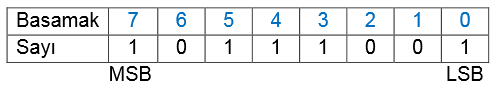 Basamak 7 6 5 4 3 2 1 0
Sayı 1 0 1 1 1 0 0 1
MSB LSB